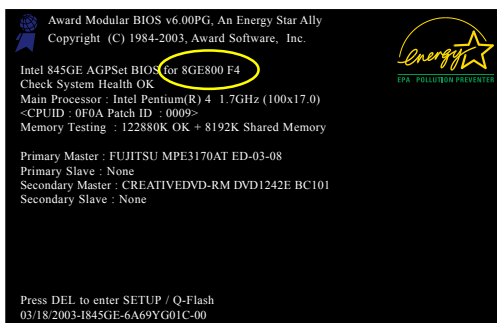 Award Modular BIOS v6.00PG, An Energy Star Ally
Copyright (C) 1984-2003, Award Software, Inc.
energy
EPA POLLUTION PREVENTER
Intel 845GE AGPSet BIOS for 8GE800 F4
Check System Health OK
Main Processor : Intel Pentium(R) 4 1.7GHz (100x17.0)
<CPUID : 0F0A Patch ID : 0009>
Memory Testing : 122880K OK + 8192K Shared Memory
Primary Master : FUJITSU MPE3170AT ED-03-08
Primary Slave : None
Secondary Master : CREATIVEDVD-RM DVD1242E BC101
Secondary Slave : None
Press DEL to enter SETUP / Q-Flash
03/18/2003-I845GE-6A69YG01C-00